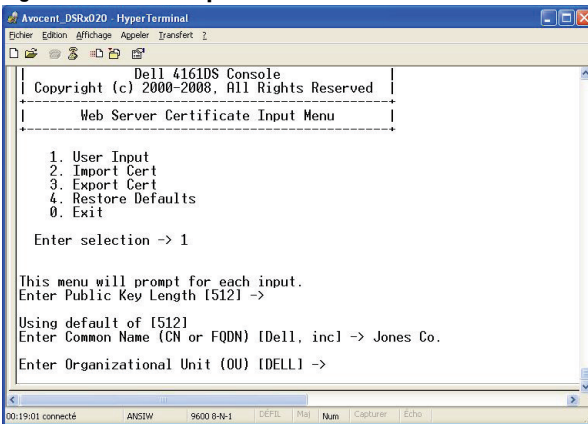 Avocent_DSRx020 - HyperTerminal
Fichier Edition Affichage Appeler Transfert ?
Dell 4161DS Console
Copyright (c) 2000-2008, All Rights Reserved
Web Server Certificate Input Menu
1. User Input
2. Import Cert
3. Export Cert
4. Restore Defaults
0. Exit
Enter selection -> 1
This menu will prompt for each input.
Enter Public Key Length [512] ->
Using default of [512]
Enter Common Name (CN or FQDN) [Dell, inc] -> Jones Co.
Enter Organizational Unit (OU) [DELL] ->
00:19:01 connecté ANSIW 9600 8-N-1 DÉFIL Maj Num Capturer Écho